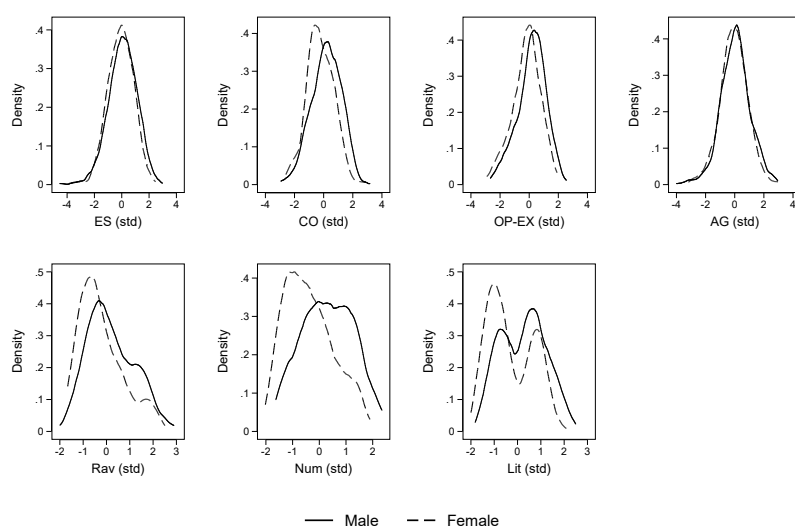 Density
.4
.3
.2
.1
0
-4 -2 0 2 4
ES (std)
Density
.4
.3
.2
.1
0
-4 -2 0 2 4
CO (std)
Density
.4
.3
.2
.1
0
-4 -2 0 2 4
OP-EX (std)
Density
.4
.3
.2
.1
0
-4 -2 0 2 4
AG (std)
Density
.5
.4
.3
.2
.1
0
-2 -1 0 1 2 3
Rav (std)
Density
.4
.3
.2
.1
0
-2 -1 0 1 2
Num (std)
Density
.5
.4
.3
.2
.1
0
-2 -1 0 1 2 3
Lit (std)
Male Female